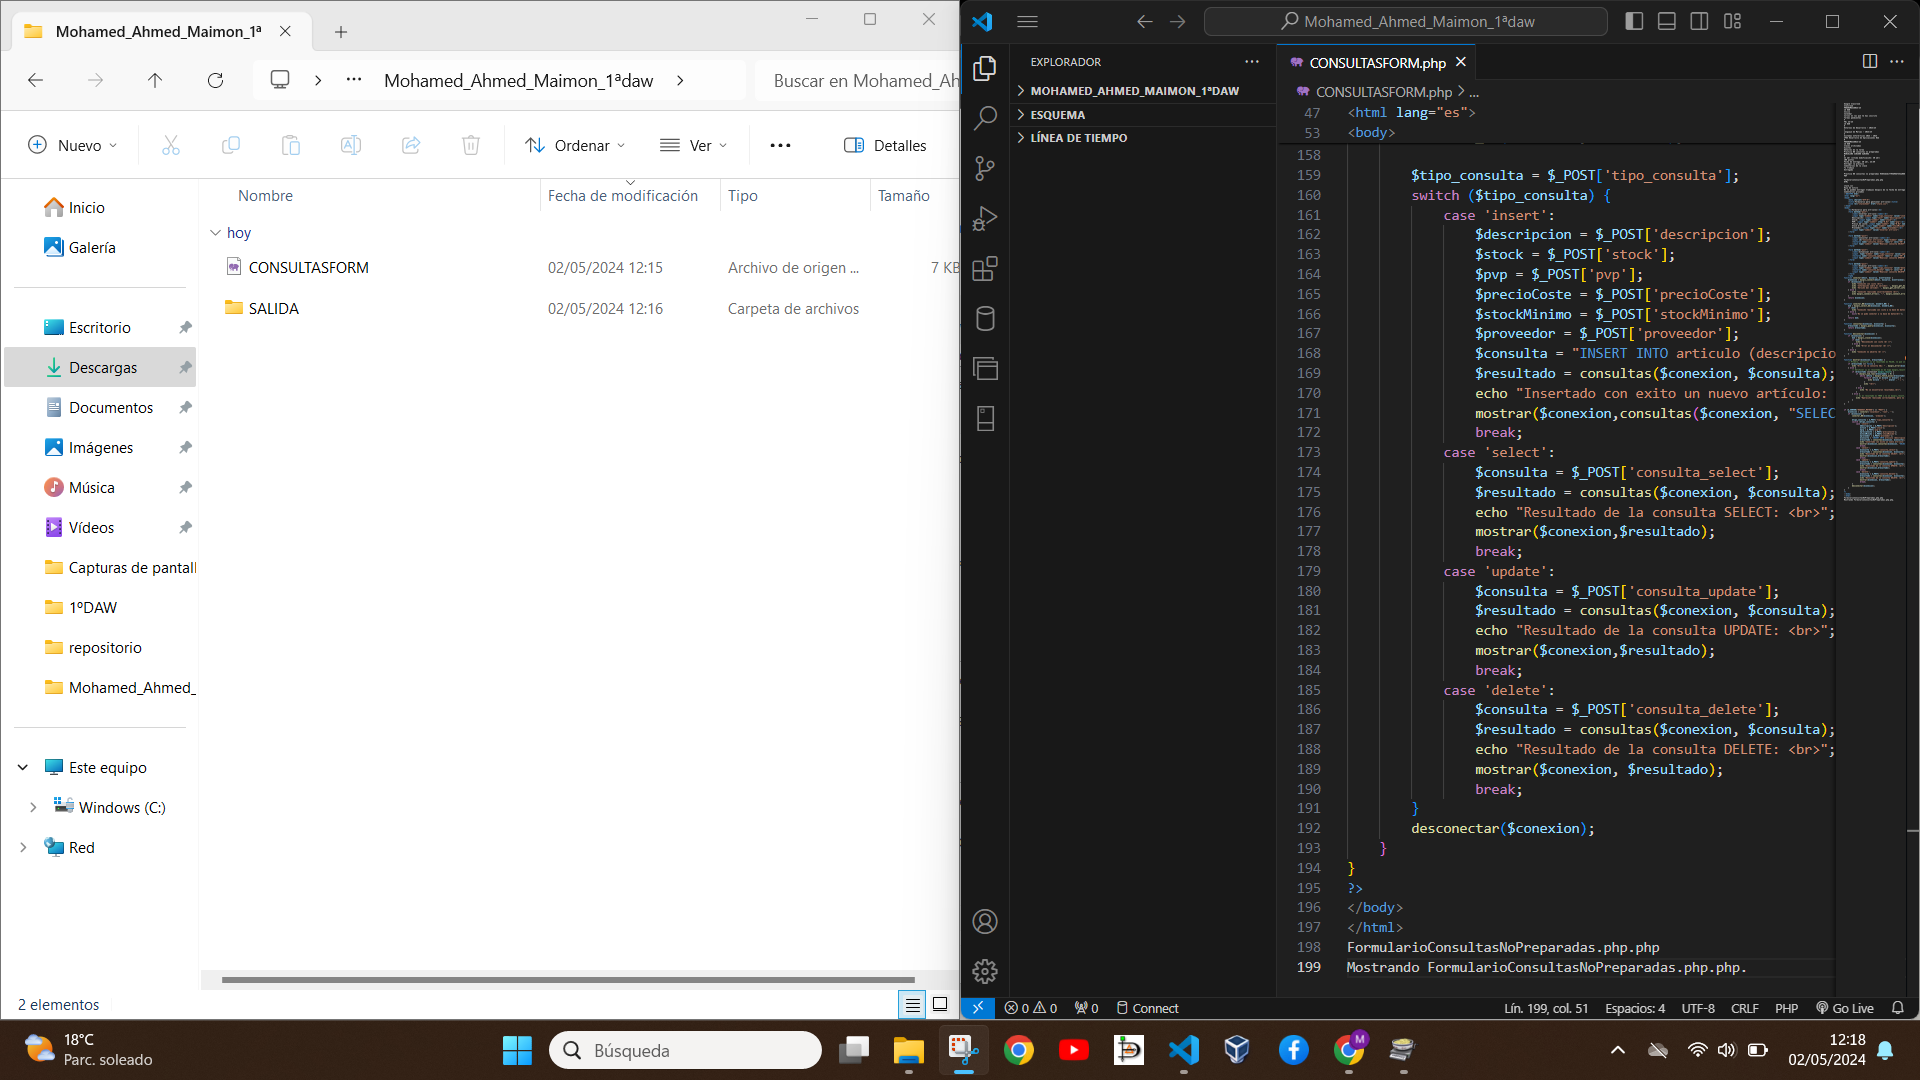 Mohamed_Ahmed_Maimon_1ª
Mohamed_Ahmed_Maimon_1ªdaw
Buscar en Mohamed_Ah
Nuevo
Ordenar
Ver
Detalles
Nombre
Fecha de modificación
Tipo
Tamaño
hoy
CONSULTASFORM
02/05/2024 12:15
Archivo de origen ...
7 KB
SALIDA
02/05/2024 12:16
Carpeta de archivos
Inicio
Galería
Escritorio
Descargas
Documentos
Imágenes
Música
Vídeos
Capturas de pantall
1ºDAW
repositorio
Mohamed_Ahmed_
Este equipo
Windows (C:)
Red
2 elementos
Mohamed_Ahmed_Maimon_1ªdaw
EXPLORADOR
MOHAMED_AHMED_MAIMON_1ªDAW
ESQUEMA
LÍNEA DE TIEMPO
CONSULTASFORM.php
CONSULTASFORM.php > ...
47 <html lang="es">
53 <body>
158
159 $tipo_consulta = $_POST['tipo_consulta'];
160 switch ($tipo_consulta) {
161 case 'insert':
162 $descripcion = $_POST['descripcion'];
163 $stock = $_POST['stock'];
164 $pvp = $_POST['pvp'];
165 $precioCoste = $_POST['precioCoste'];
166 $stockMinimo = $_POST['stockMinimo'];
167 $proveedor = $_POST['proveedor'];
168 $consulta = "INSERT INTO articulo (descripcio
169 $resultado = consultas($conexion, $consulta);
170 echo "Insertado con exito un nuevo artículo:
171 mostrar($conexion,consultas($conexion, "SELEC
172 break;
173 case 'select':
174 $consulta = $_POST['consulta_select'];
175 $resultado = consultas($conexion, $consulta);
176 echo "Resultado de la consulta SELECT: <br>";
177 mostrar($conexion,$resultado);
178 break;
179 case 'update':
180 $consulta = $_POST['consulta_update'];
181 $resultado = consultas($conexion, $consulta);
182 echo "Resultado de la consulta UPDATE: <br>";
183 mostrar($conexion,$resultado);
184 break;
185 case 'delete':
186 $consulta = $_POST['consulta_delete'];
187 $resultado = consultas($conexion, $consulta);
188 echo "Resultado de la consulta DELETE: <br>";
189 mostrar($conexion, $resultado);
190 break;
191 }
192 desconectar($conexion);
193 }
194 }
195 ?>
196 </body>
197 </html>
198 FormularioConsultasNoPreparadas.php.php
199 Mostrando FormularioConsultasNoPreparadas.php.php.
0 0 0 Connect
Lín. 199, col. 51 Espacios: 4 UTF-8 CRLF PHP Go Live
18°C
Parc. soleado
Búsqueda
M
12:18
02/05/2024